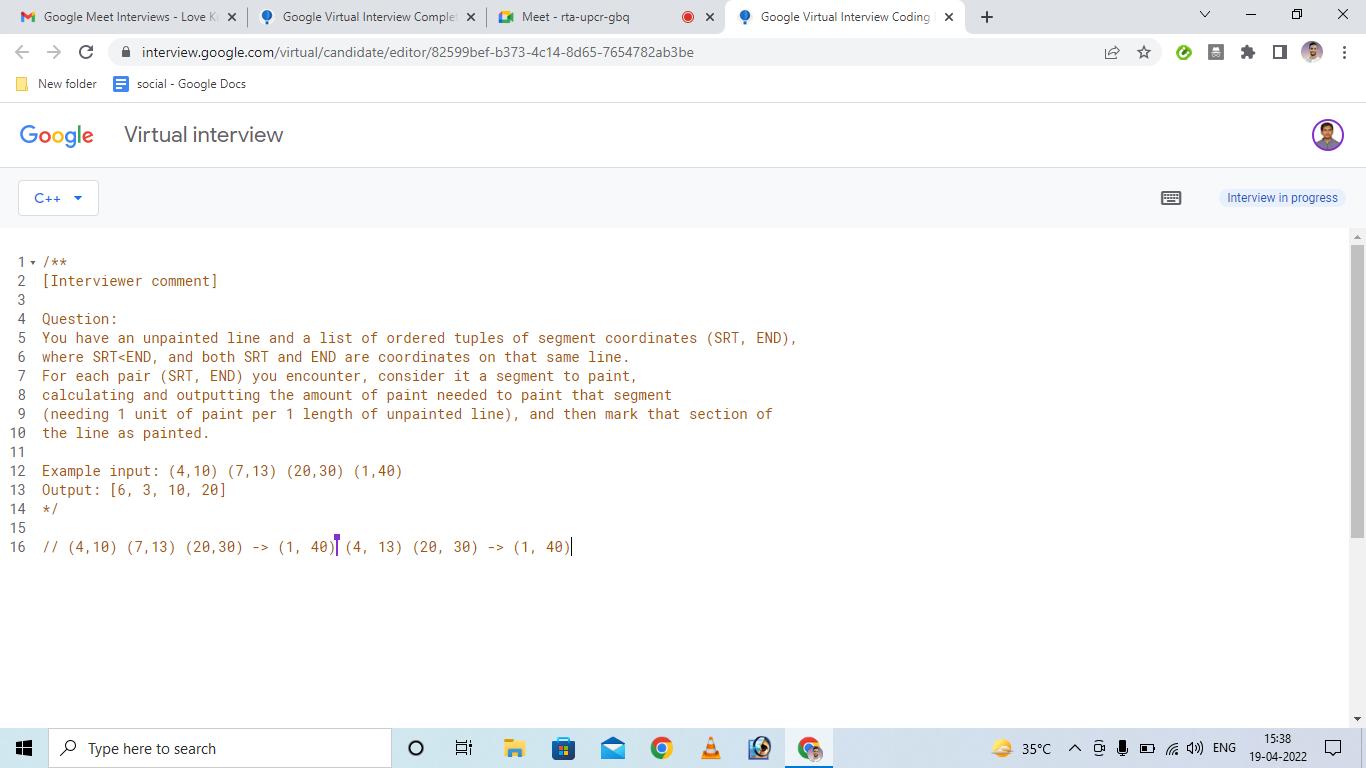 Google Meet Interviews - Love K
Google Virtual Interview Complet
Meet - rta-upcr-gbq
Google Virtual Interview Coding
interview.google.com/virtual/candidate/editor/82599bef-b373-4c14-8d65-7654782ab3be
New folder
social - Google Docs
Google Virtual interview
C++
Interview in progress
1 /**
2 [Interviewer comment]
3
4 Question:
5 You have an unpainted line and a list of ordered tuples of segment coordinates (SRT, END),
6 where SRT<END, and both SRT and END are coordinates on that same line.
7 For each pair (SRT, END) you encounter, consider it a segment to paint,
8 calculating and outputting the amount of paint needed to paint that segment
9 (needing 1 unit of paint per 1 length of unpainted line), and then mark that section of
10 the line as painted.
11
12 Example input: (4,10) (7,13) (20,30) (1,40)
13 Output: [6, 3, 10, 20]
14 */
15
16 // (4,10) (7,13) (20,30) -> (1, 40) (4, 13) (20, 30) -> (1, 40)
Type here to search
35°C
ENG
15:38
19-04-2022